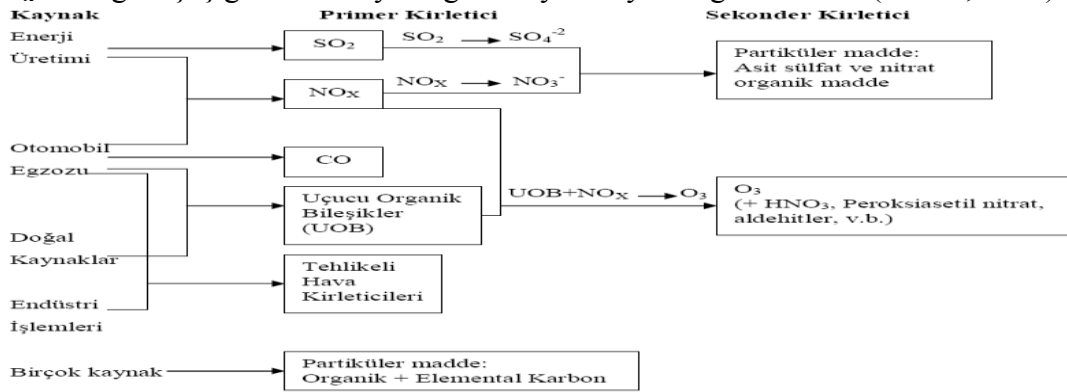 Kaynak Primer Kirletici Sekonder Kirletici
Enerji
Üretimi
SO₂
SO₂ → SO₄⁻²
Partiküler madde:
Asit sülfat ve nitrat
organik madde
NOx
NOx → NO₃⁻
Otomobil
Egzozu
CO
Uçucu Organik
Bileşikler
(UOB)
UOB+NOx → O₃
O₃
(+ HNO₃, Peroksiasetil nitrat,
aldehitler, v.b.)
Doğal
Kaynaklar
Tehlikeli
Hava
Kirleticileri
Endüstri
İşlemleri
Birçok kaynak
Partiküler madde:
Organik + Elemental Karbon